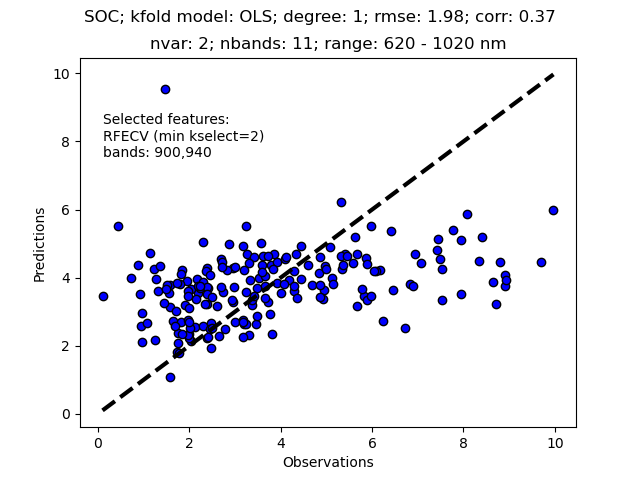 SOC; kfold model: OLS; degree: 1; rmse: 1.98; corr: 0.37
nvar: 2; nbands: 11; range: 620 - 1020 nm
10
8
6
4
2
0
Predictions
Selected features:
RFECV (min kselect=2)
bands: 900,940
0
2
4
6
8
10
Observations